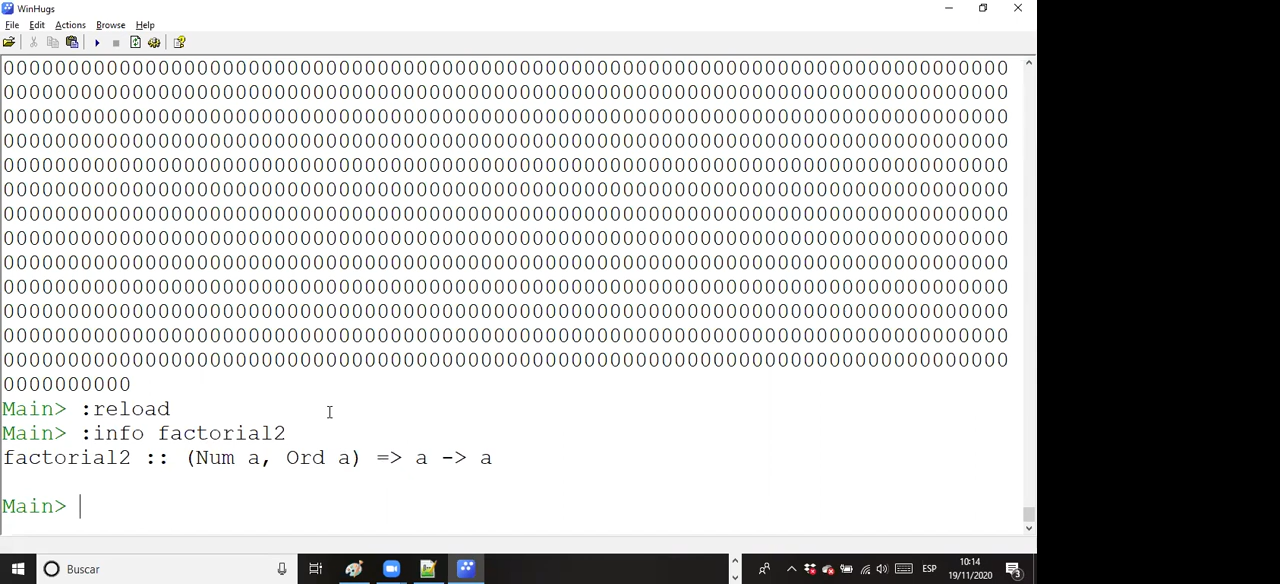 WinHugs
File Edit Actions Browse Help
000000000000000000000000000000000000000000000000000000000000000000000000000000
000000000000000000000000000000000000000000000000000000000000000000000000000000
000000000000000000000000000000000000000000000000000000000000000000000000000000
000000000000000000000000000000000000000000000000000000000000000000000000000000
000000000000000000000000000000000000000000000000000000000000000000000000000000
000000000000000000000000000000000000000000000000000000000000000000000000000000
000000000000000000000000000000000000000000000000000000000000000000000000000000
000000000000000000000000000000000000000000000000000000000000000000000000000000
000000000000000000000000000000000000000000000000000000000000000000000000000000
000000000000000000000000000000000000000000000000000000000000000000000000000000
000000000000000000000000000000000000000000000000000000000000000000000000000000
000000000000000000000000000000000000000000000000000000000000000000000000000000
000000000000000000000000000000000000000000000000000000000000000000000000000000
0000000000
Main> :reload
Main> :info factorial2
factorial2 :: (Num a, Ord a) => a -> a
Main>
Buscar
ESP
10:14
19/11/2020
3